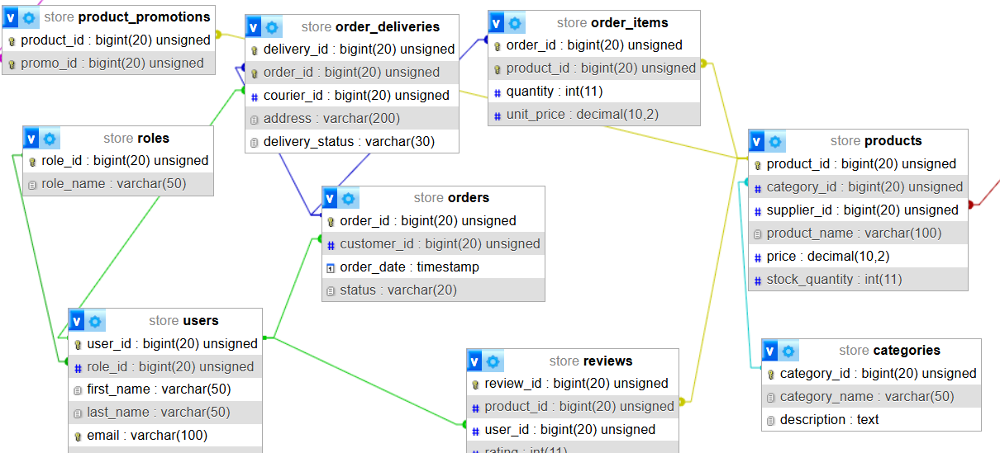 store product_promotions
product_id : bigint(20) unsigned
promo_id : bigint(20) unsigned
store order_deliveries
delivery_id : bigint(20) unsigned
order_id : bigint(20) unsigned
courier_id : bigint(20) unsigned
address : varchar(200)
delivery_status : varchar(30)
store order_items
order_id : bigint(20) unsigned
product_id : bigint(20) unsigned
quantity : int(11)
unit_price : decimal(10,2)
store roles
role_id : bigint(20) unsigned
role_name : varchar(50)
store products
product_id : bigint(20) unsigned
category_id : bigint(20) unsigned
supplier_id : bigint(20) unsigned
product_name : varchar(100)
price : decimal(10,2)
stock_quantity : int(11)
store orders
order_id : bigint(20) unsigned
customer_id : bigint(20) unsigned
order_date : timestamp
status : varchar(20)
store users
user_id : bigint(20) unsigned
role_id : bigint(20) unsigned
first_name : varchar(50)
last_name : varchar(50)
email : varchar(100)
store reviews
review_id : bigint(20) unsigned
product_id : bigint(20) unsigned
user_id : bigint(20) unsigned
rating : int(11)
store categories
category_id : bigint(20) unsigned
category_name : varchar(50)
description : text